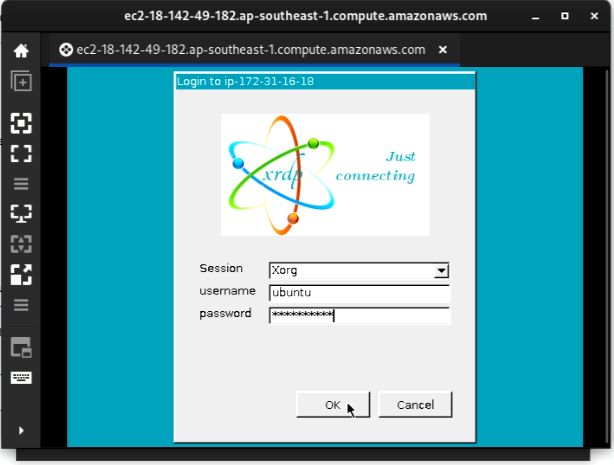 ec2-18-142-49-182.ap-southeast-1.compute.amazonaws.com
ec2-18-142-49-182.ap-southeast-1.compute.amazonaws.com
Login to ip-172-31-16-18
xrdp
Just
connecting
Session Xorg
username ubuntu
password **********
OK Cancel